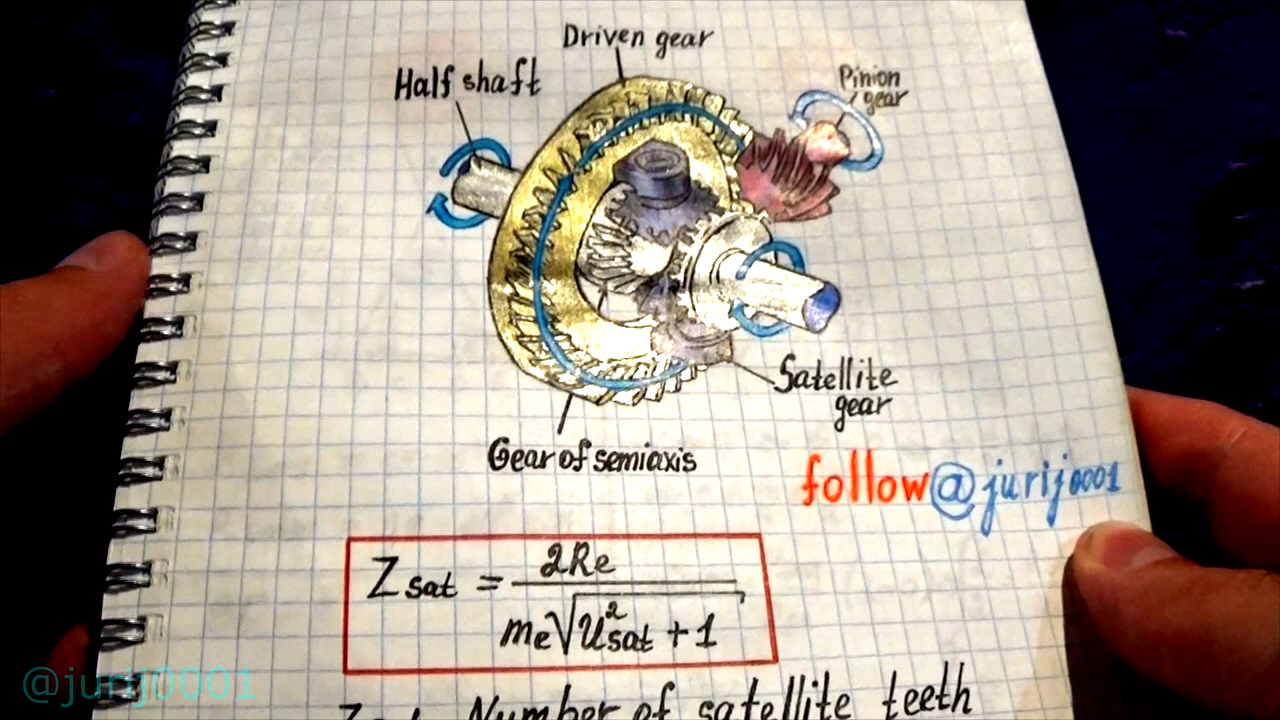 Driven gear
Half shaft
Pinion
gear
Satellite
gear
Gear of semiaxis
follow@jurij0001
Zsat = 2Re
me√U²sat + 1
Number of satellite teeth
@jurij0001